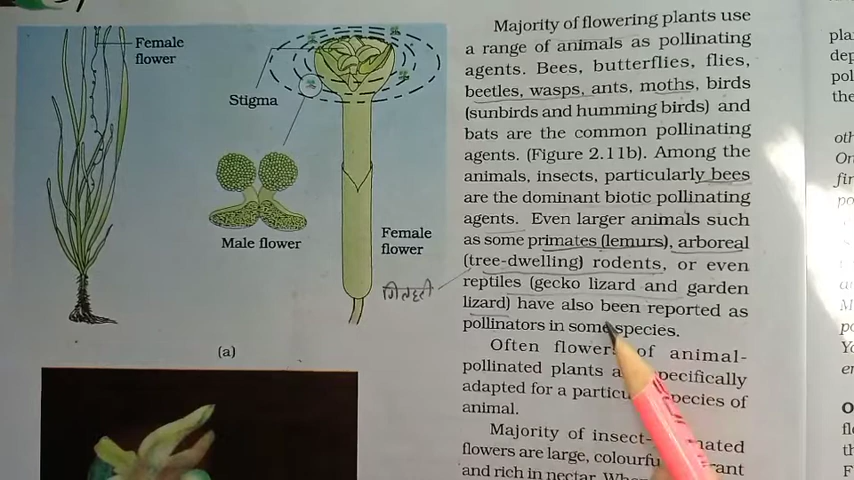 Female
flower
Stigma
Male flower
Female
flower
गिलहरी
(a)
Majority of flowering plants use
a range of animals as pollinating
agents. Bees, butterflies, flies,
beetles, wasps, ants, moths, birds
(sunbirds and humming birds) and
bats are the common pollinating
agents. (Figure 2.11b). Among the
animals, insects, particularly bees
are the dominant biotic pollinating
agents. Even larger animals such
as some primates (lemurs), arboreal
(tree-dwelling) rodents, or even
reptiles (gecko lizard and garden
lizard) have also been reported as
pollinators in some species.
Often flowers of animal-
pollinated plants specifically
adapted for a species of
animal.
Majority of
flowers are large,
and rich in nectar.